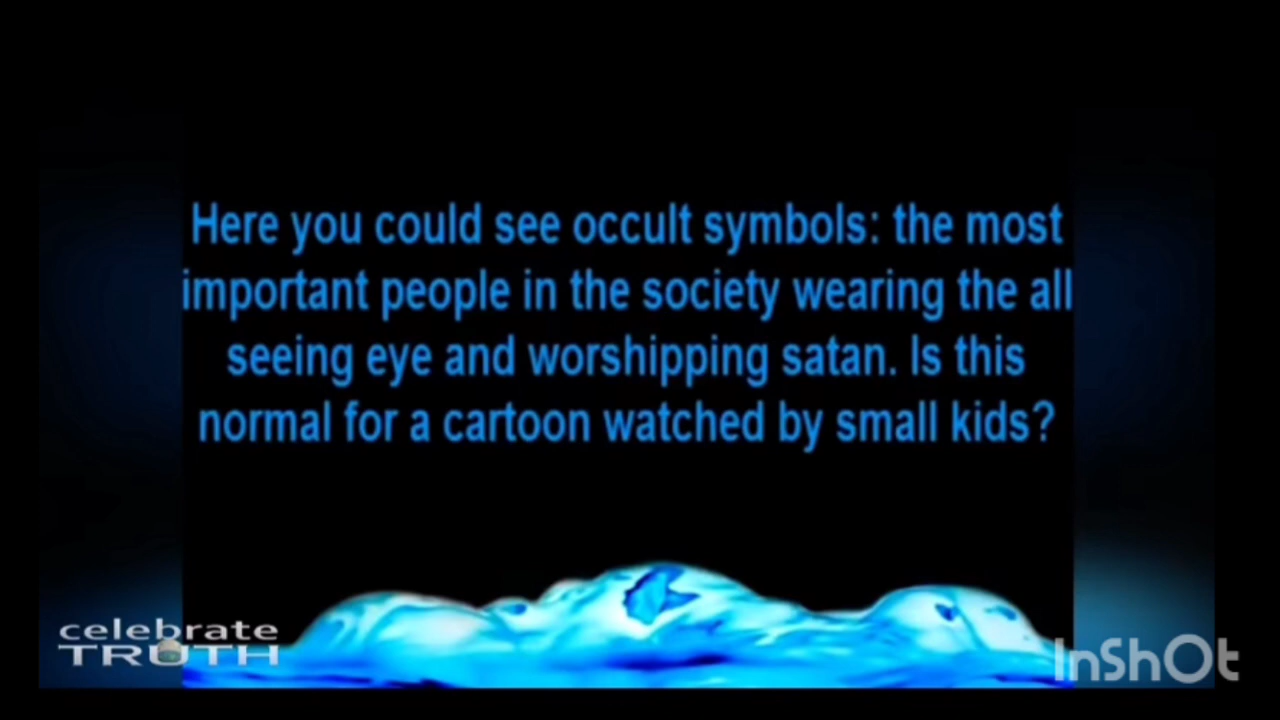 Here you could see occult symbols: the most
important people in the society wearing the all
seeing eye and worshipping satan. Is this
normal for a cartoon watched by small kids?
celebrate
TRUTH
InShOt